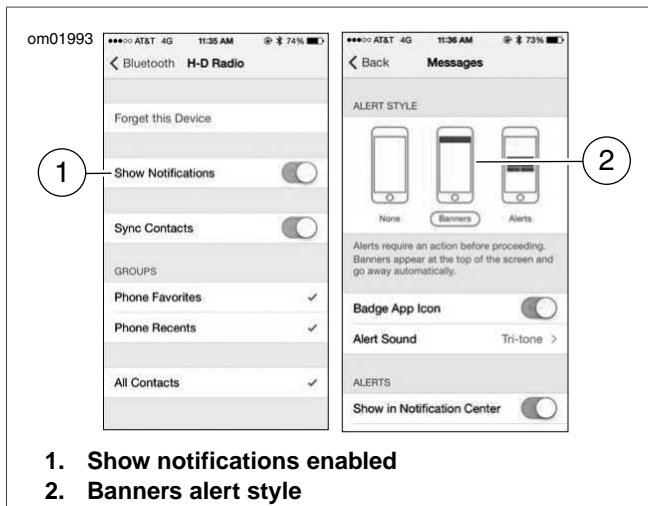 om01993
●●●○○ AT&T 4G 11:35 AM 74%
Bluetooth H-D Radio
Forget this Device
1
Show Notifications
Sync Contacts
GROUPS
Phone Favorites
Phone Recents
All Contacts
●●●○○ AT&T 4G 11:36 AM 73%
Back Messages
ALERT STYLE
2
None Banners Alerts
Alerts require an action before proceeding.
Banners appear at the top of the screen and
go away automatically.
Badge App Icon
Alert Sound Tri-tone >
ALERTS
Show in Notification Center
1. Show notifications enabled
2. Banners alert style